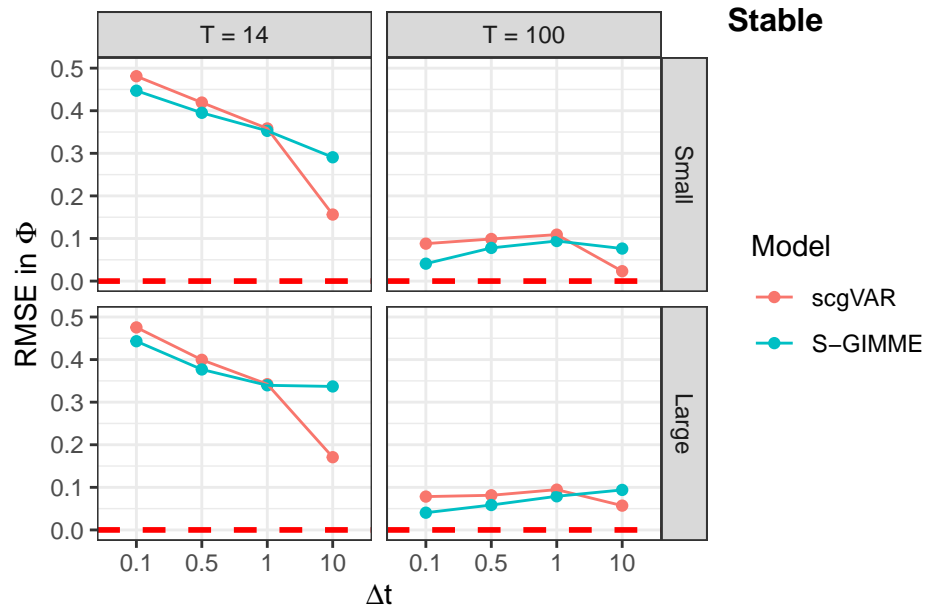 Stable
T = 14
T = 100
0.5
0.4
0.3
0.2
0.1
0.0
Small
0.5
0.4
0.3
0.2
0.1
0.0
Large
RMSE in Φ
0.1 0.5 1 10
0.1 0.5 1 10
Δt
Model
scgVAR
S−GIMME